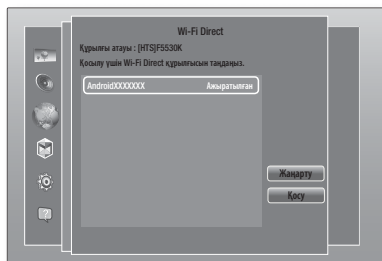 Wi-Fi Direct
Құрылғы атауы : [HTS]F5530K
Қосылу үшін Wi-Fi Direct құрылғысын таңдаңыз.
AndroidXXXXXXX Ажыратылған
Жаңарту
Қосу